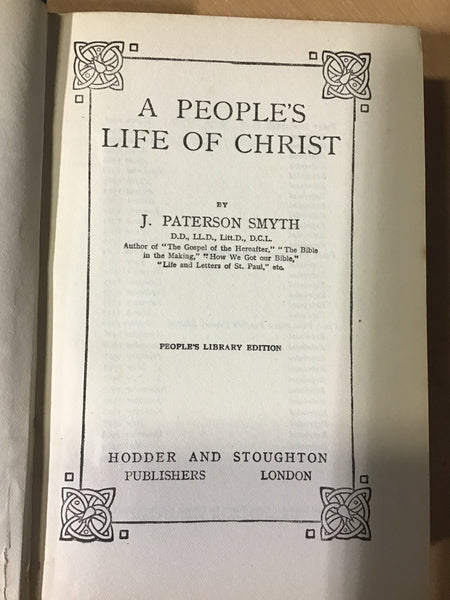 A PEOPLE'S
LIFE OF CHRIST
BY
J. PATERSON SMYTH
D.D., LL.D., Litt.D., D.C.L.
Author of "The Gospel of the Hereafter," "The Bible
in the Making," "How We Got our Bible,"
"Life and Letters of St. Paul," etc.
PEOPLE'S LIBRARY EDITION
HODDER AND STOUGHTON
PUBLISHERS LONDON